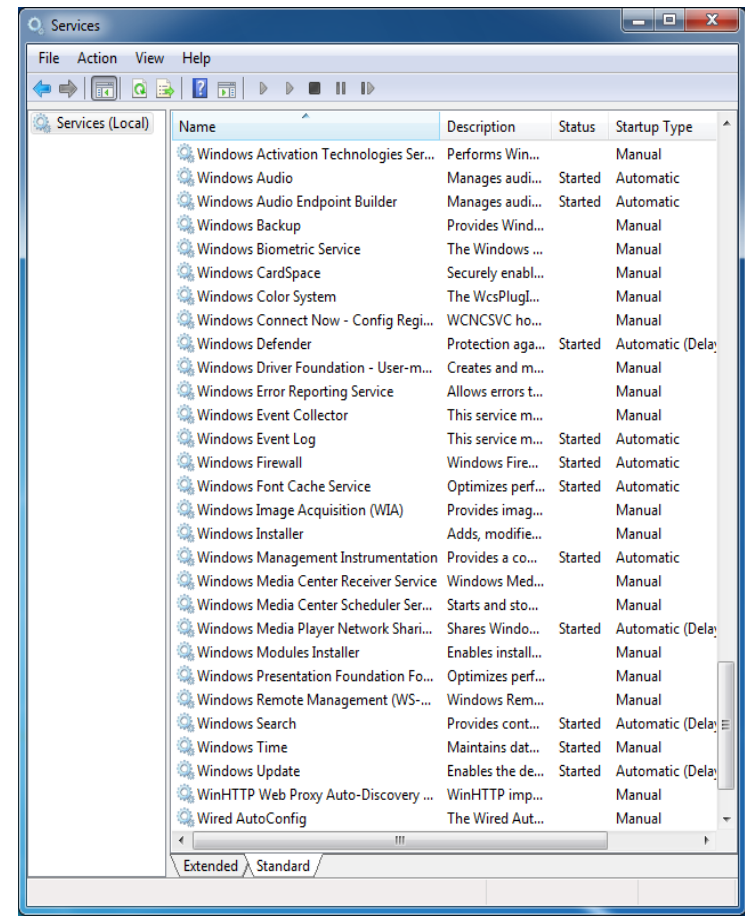 Services
File Action View Help
Services (Local)
Name Description Status Startup Type
Windows Activation Technologies Ser... Performs Win... Manual
Windows Audio Manages audi... Started Automatic
Windows Audio Endpoint Builder Manages audi... Started Automatic
Windows Backup Provides Wind... Manual
Windows Biometric Service The Windows ... Manual
Windows CardSpace Securely enabl... Manual
Windows Color System The WcsPlugI... Manual
Windows Connect Now - Config Regi... WCNCSVC ho... Manual
Windows Defender Protection aga... Started Automatic (Delay
Windows Driver Foundation - User-m... Creates and m... Manual
Windows Error Reporting Service Allows errors t... Manual
Windows Event Collector This service m... Manual
Windows Event Log This service m... Started Automatic
Windows Firewall Windows Fire... Started Automatic
Windows Font Cache Service Optimizes perf... Started Automatic
Windows Image Acquisition (WIA) Provides imag... Manual
Windows Installer Adds, modifie... Manual
Windows Management Instrumentation Provides a co... Started Automatic
Windows Media Center Receiver Service Windows Med... Manual
Windows Media Center Scheduler Ser... Starts and sto... Manual
Windows Media Player Network Shari... Shares Windo... Started Automatic (Delay
Windows Modules Installer Enables install... Manual
Windows Presentation Foundation Fo... Optimizes perf... Manual
Windows Remote Management (WS-... Windows Rem... Manual
Windows Search Provides cont... Started Automatic (Delay
Windows Time Maintains dat... Started Manual
Windows Update Enables the de... Started Automatic (Delay
WinHTTP Web Proxy Auto-Discovery ... WinHTTP imp... Manual
Wired AutoConfig The Wired Aut... Manual
Extended Standard